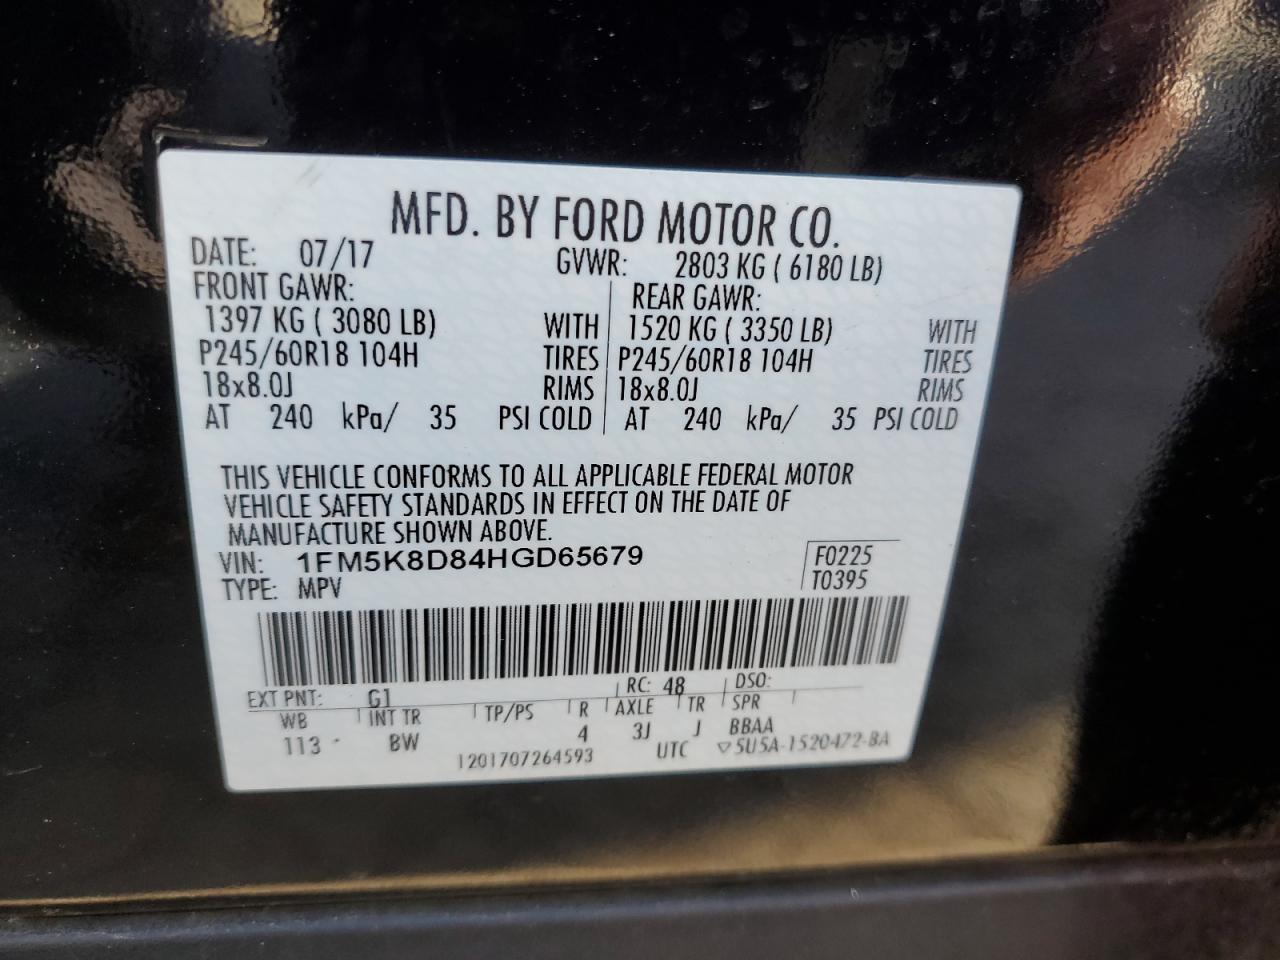 MFD. BY FORD MOTOR CO.
DATE: 07/17 GVWR: 2803 KG ( 6180 LB)
FRONT GAWR: REAR GAWR:
1397 KG ( 3080 LB) WITH 1520 KG ( 3350 LB) WITH
P245/60R18 104H TIRES P245/60R18 104H TIRES
18x8.0J RIMS 18x8.0J RIMS
AT 240 kPa/ 35 PSI COLD AT 240 kPa/ 35 PSI COLD
THIS VEHICLE CONFORMS TO ALL APPLICABLE FEDERAL MOTOR
VEHICLE SAFETY STANDARDS IN EFFECT ON THE DATE OF
MANUFACTURE SHOWN ABOVE.
VIN: 1FM5K8D84HGD65679 F0225
TYPE: MPV T0395
EXT PNT: G1 RC: 48 DSO:
WB INT TR TP/PS R AXLE TR SPR
113 BW 4 3J J BBAA
1201707264593 UTC ▽5U5A-1520472-BA